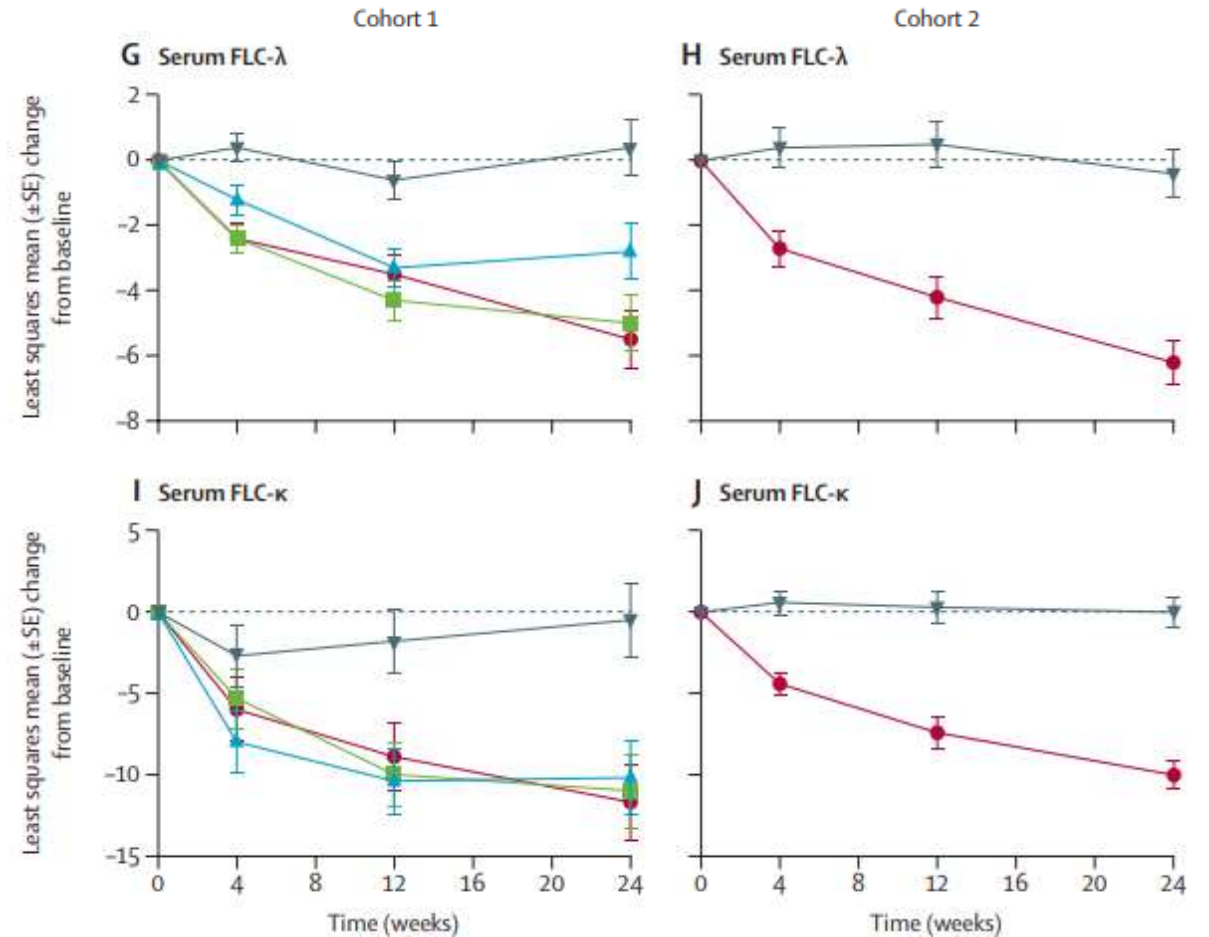 Cohort 1
Cohort 2
G Serum FLC-λ
H Serum FLC-λ
Least squares mean (±SE) change
from baseline
2
0
–2
–4
–6
–8
I Serum FLC-κ
J Serum FLC-κ
Least squares mean (±SE) change
from baseline
5
0
–5
–10
–15
0 4 8 12 16 20 24
0 4 8 12 16 20 24
Time (weeks)
Time (weeks)